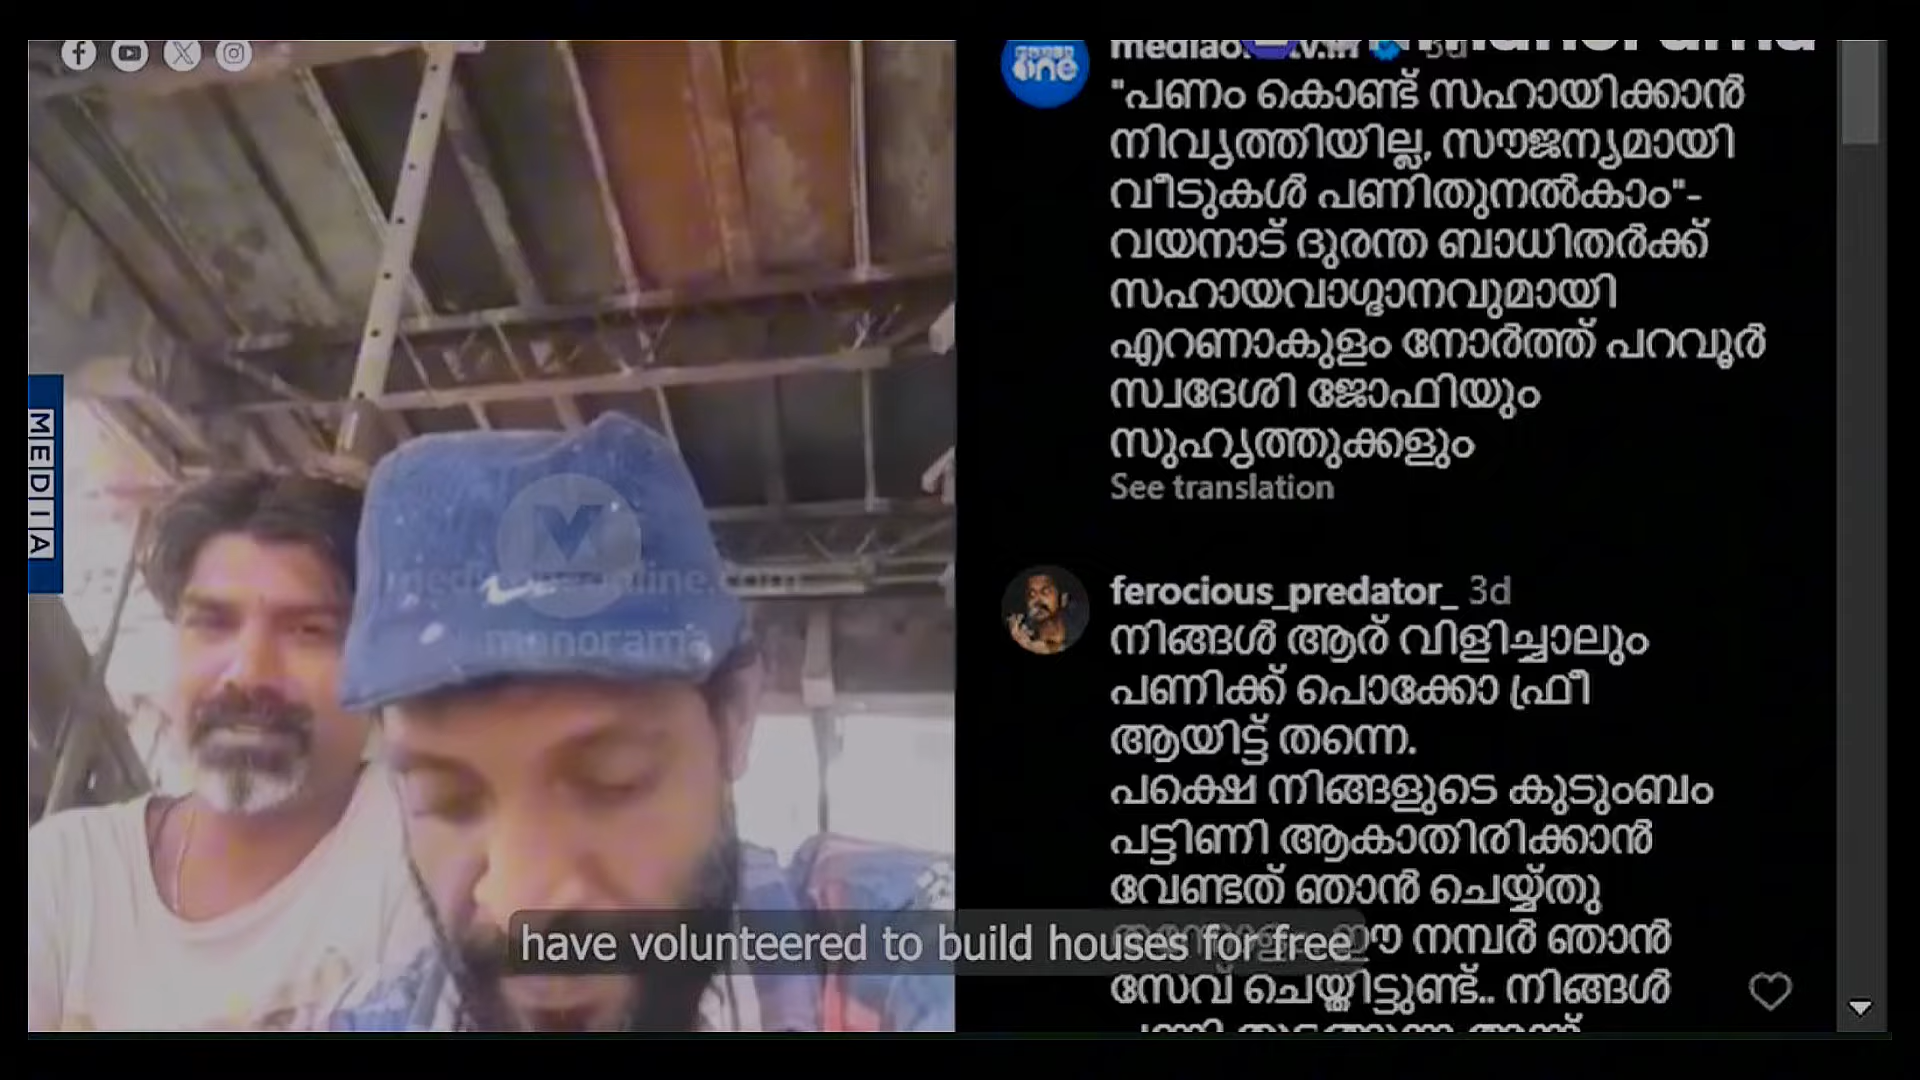 "പണം കൊണ്ട് സഹായിക്കാൻ
നിവൃത്തിയില്ല, സൗജന്യമായി
വീടുകൾ പണിതുനൽകാം"-
വയനാട് ദുരന്ത ബാധിതർക്ക്
സഹായവാഗ്ദാനവുമായി
എറണാകുളം നോർത്ത് പറവൂർ
സ്വദേശി ജോഫിയും
സുഹൃത്തുക്കളും
See translation
ferocious_predator_ 3d
നിങ്ങൾ ആര് വിളിച്ചാലും
പണിക്ക് പൊക്കോ ഫ്രീ
ആയിട്ട് തന്നെ.
പക്ഷെ നിങ്ങളുടെ കുടുംബം
പട്ടിണി ആകാതിരിക്കാൻ
വേണ്ടത് ഞാൻ ചെയ്യ്തു
ഈ നമ്പർ ഞാൻ
സേവ് ചെയ്തിട്ടുണ്ട്.. നിങ്ങൾ
MEDIA
manorama
have volunteered to build houses for free
one